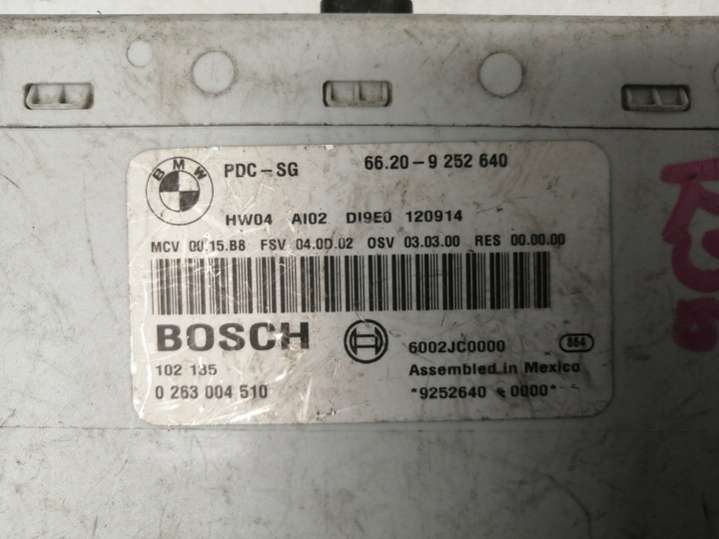 BMW PDC-SG 66.20-9 252 640
HW04 AI02 DI9E0 120914
MCV 00.15.B8 FSV 04.0D.02 OSV 03.03.00 RES 00.00.00
BOSCH
6002JC0000 864
102 135 Assembled in Mexico
0 263 004 510 *9252640 0000*